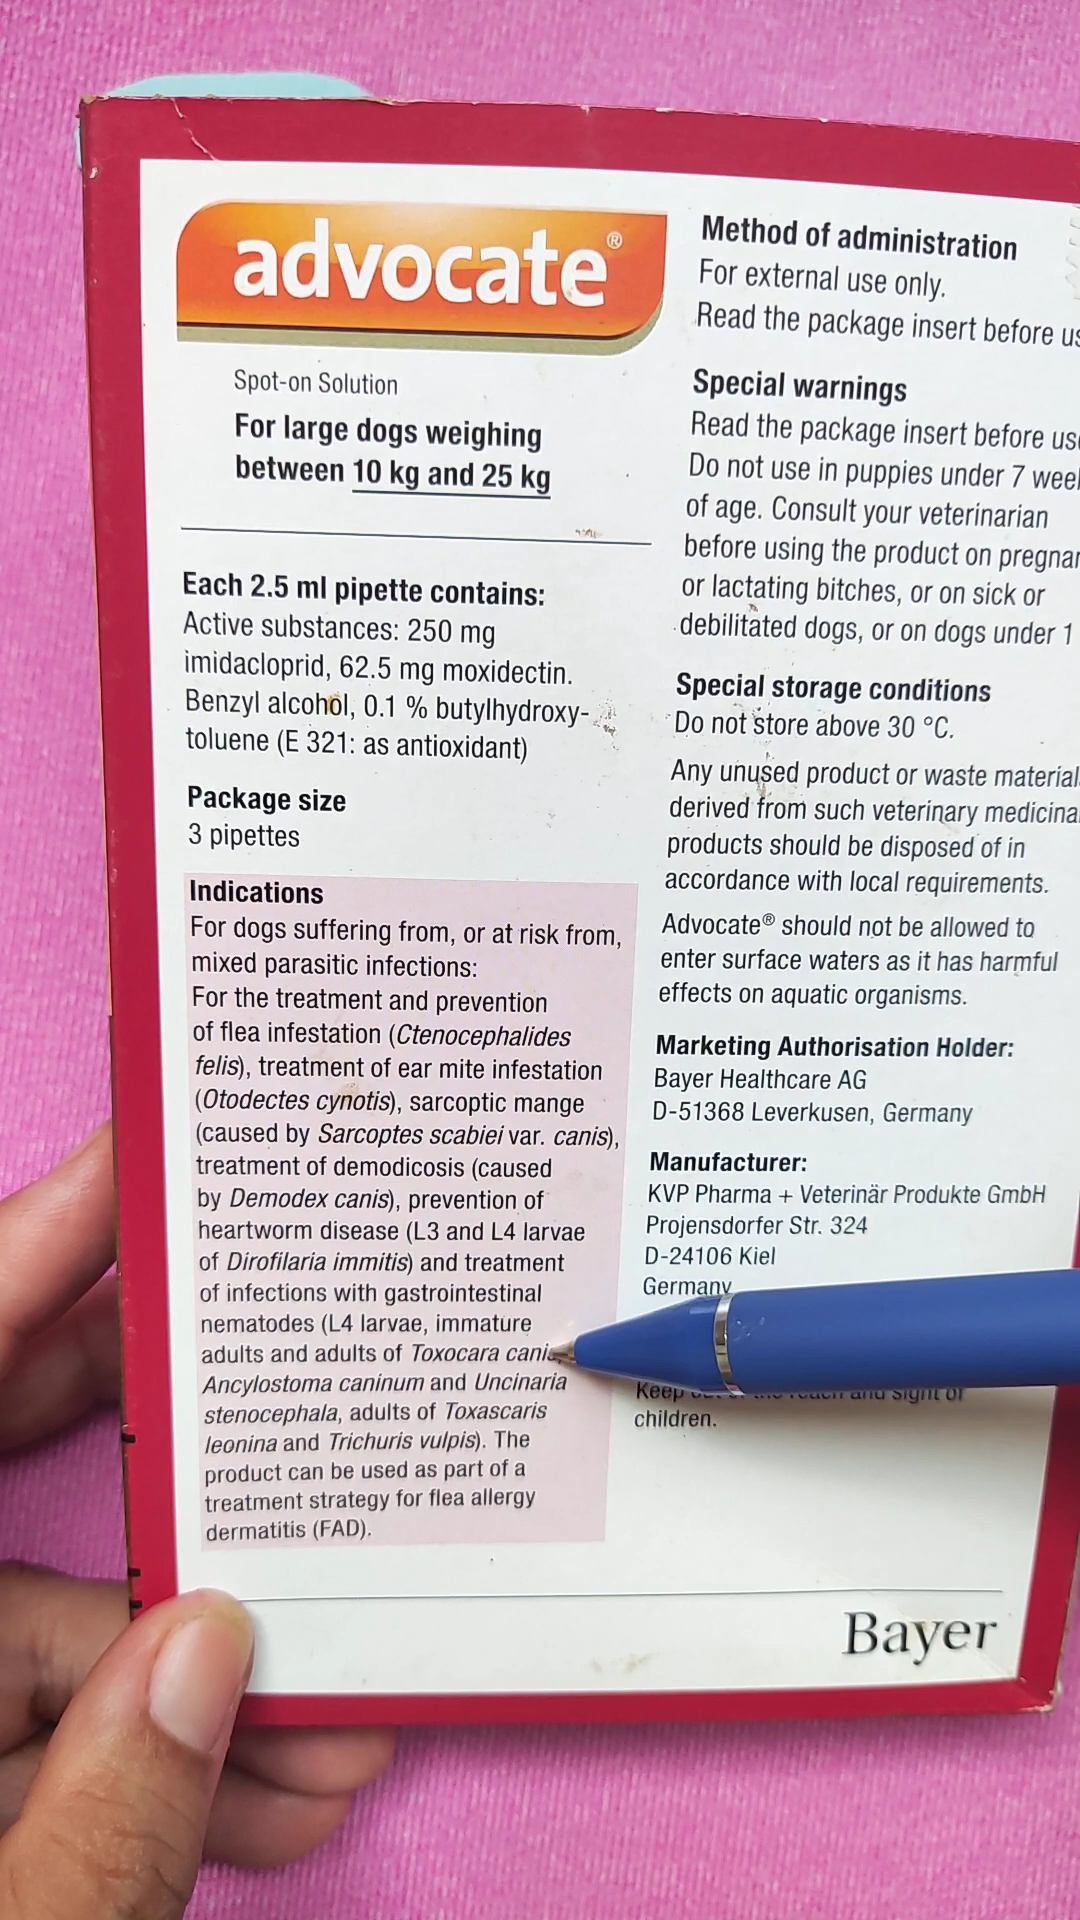 advocate®
Spot-on Solution
For large dogs weighing
between 10 kg and 25 kg
Each 2.5 ml pipette contains:
Active substances: 250 mg
imidacloprid, 62.5 mg moxidectin.
Benzyl alcohol, 0.1 % butylhydroxy-
toluene (E 321: as antioxidant)
Package size
3 pipettes
Indications
For dogs suffering from, or at risk from,
mixed parasitic infections:
For the treatment and prevention
of flea infestation (Ctenocephalides
felis), treatment of ear mite infestation
(Otodectes cynotis), sarcoptic mange
(caused by Sarcoptes scabiei var. canis),
treatment of demodicosis (caused
by Demodex canis), prevention of
heartworm disease (L3 and L4 larvae
of Dirofilaria immitis) and treatment
of infections with gastrointestinal
nematodes (L4 larvae, immature
adults and adults of Toxocara canis,
Ancylostoma caninum and Uncinaria
stenocephala, adults of Toxascaris
leonina and Trichuris vulpis). The
product can be used as part of a
treatment strategy for flea allergy
dermatitis (FAD).
Method of administration
For external use only.
Read the package insert before
Special warnings
Read the package insert before
Do not use in puppies under 7
of age. Consult your veterinarian
before using the product on
or lactating bitches, or on sick or
debilitated dogs, or on dogs under 1
Special storage conditions
Do not store above 30 °C.
Any unused product or waste material
derived from such veterinary
products should be disposed of in
accordance with local requirements.
Advocate® should not be allowed to
enter surface waters as it has harmful
effects on aquatic organisms.
Marketing Authorisation Holder:
Bayer Healthcare AG
D-51368 Leverkusen, Germany
Manufacturer:
KVP Pharma + Veterinär Produkte GmbH
Projensdorfer Str. 324
D-24106 Kiel
Germany
Keep out of the reach and sight of
children.
Bayer